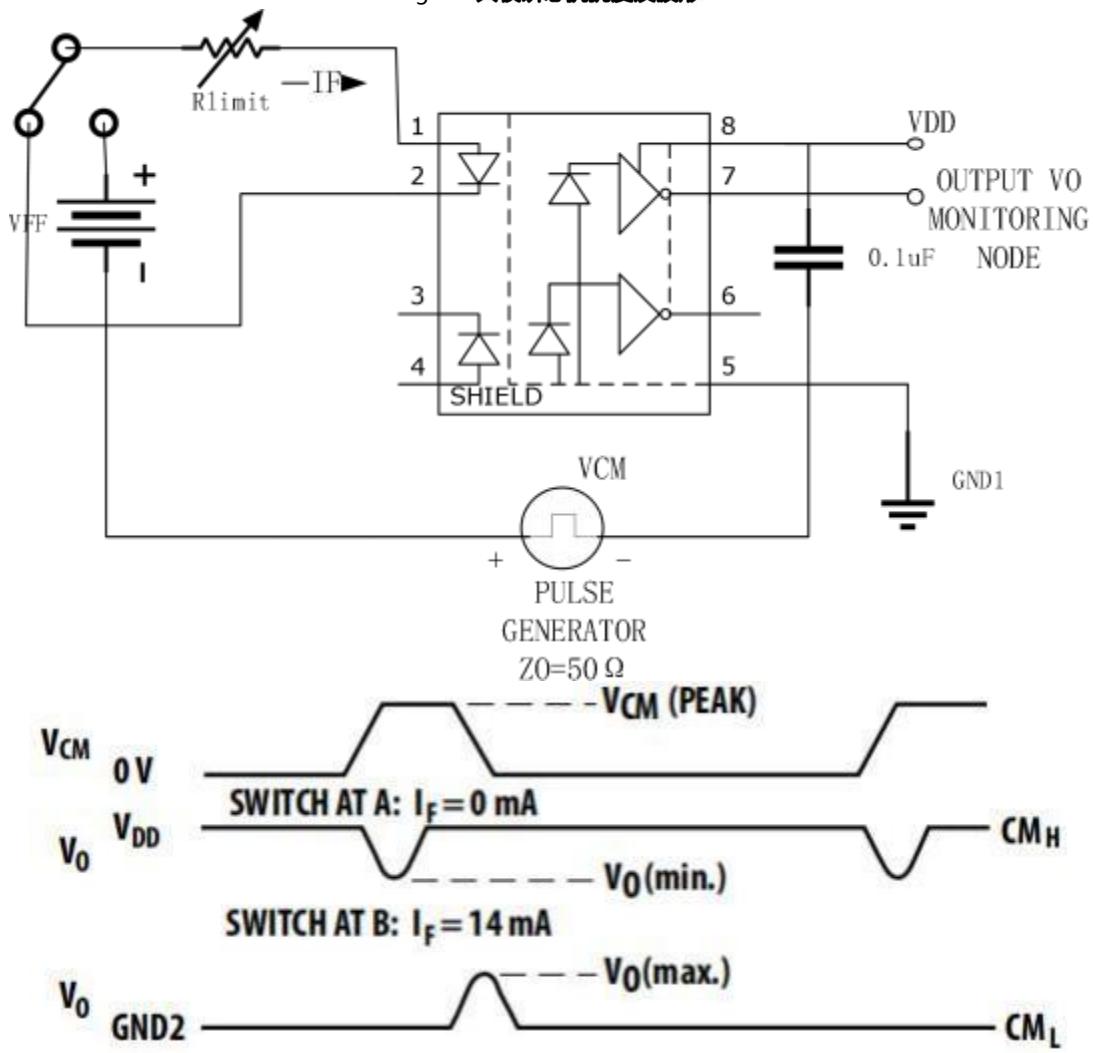 Rlimit
IF
1
2
3
4
SHIELD
8
7
6
5
VDD
OUTPUT VO
MONITORING
NODE
0.1uF
VFF
+
GND1
VCM
+ −
PULSE
GENERATOR
ZO=50 Ω
VCM (PEAK)
VCM 0 V
SWITCH AT A: IF = 0 mA
VO VDD
CMH
VO(min.)
SWITCH AT B: IF = 14 mA
VO(max.)
VO GND2
CML